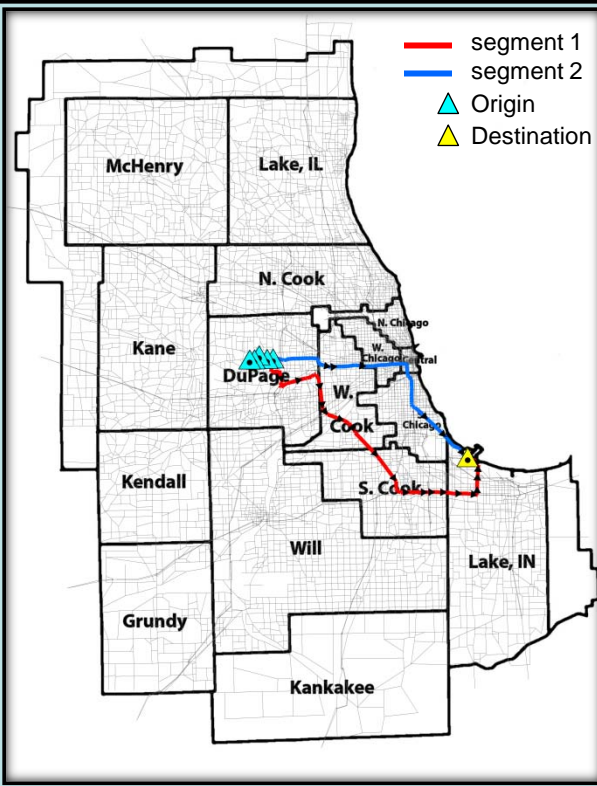 segment 1
segment 2
Origin
Destination
McHenry
Lake, IL
N. Cook
Kane
N. Chicago
W.
Chicago
DuPage
W.
Cook
Chicago
Kendall
S. Cook
Will
Lake, IN
Grundy
Kankakee